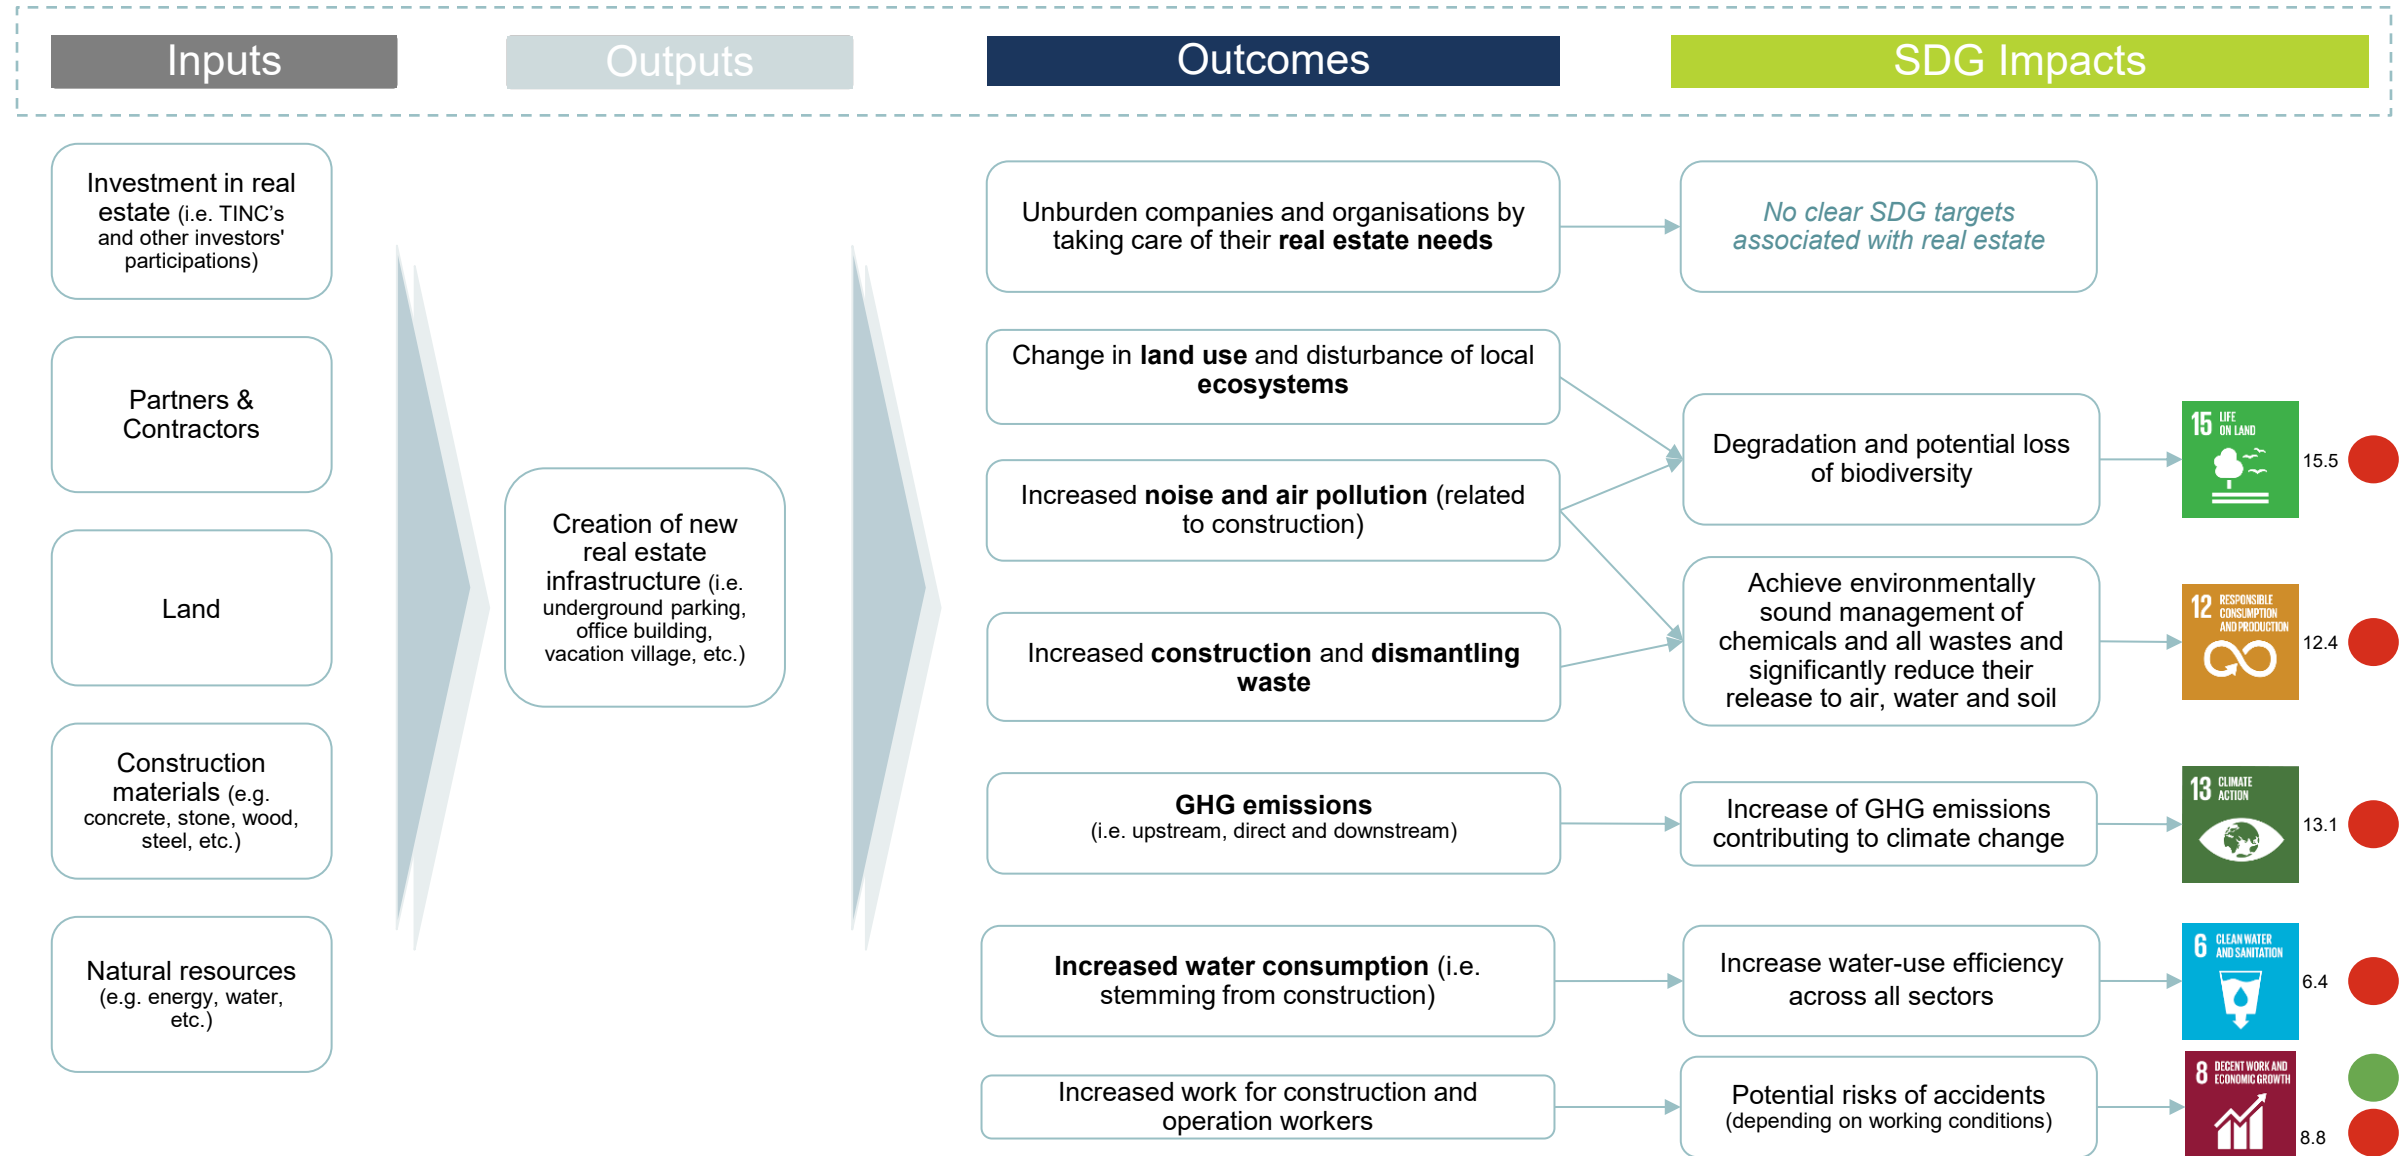 Inputs
Outputs
Outcomes
SDG Impacts
Investment in real
estate (i.e. TINC's
and other investors'
participations)
Partners &
Contractors
Land
Construction
materials (e.g.
concrete, stone, wood,
steel, etc.)
Natural resources
(e.g. energy, water,
etc.)
Creation of new
real estate
infrastructure (i.e.
underground parking,
office building,
vacation village, etc.)
Unburden companies and organisations by
taking care of their real estate needs
No clear SDG targets
associated with real estate
Change in land use and disturbance of local
ecosystems
Increased noise and air pollution (related
to construction)
Degradation and potential loss
of biodiversity
15 LIFE
ON LAND
15.5
Increased construction and dismantling
waste
Achieve environmentally
sound management of
chemicals and all wastes and
significantly reduce their
release to air, water and soil
12 RESPONSIBLE
CONSUMPTION
AND PRODUCTION
12.4
GHG emissions
(i.e. upstream, direct and downstream)
Increase of GHG emissions
contributing to climate change
13 CLIMATE
ACTION
13.1
Increased water consumption (i.e.
stemming from construction)
Increase water-use efficiency
across all sectors
6 CLEAN WATER
AND SANITATION
6.4
Increased work for construction and
operation workers
Potential risks of accidents
(depending on working conditions)
8 DECENT WORK AND
ECONOMIC GROWTH
8.8